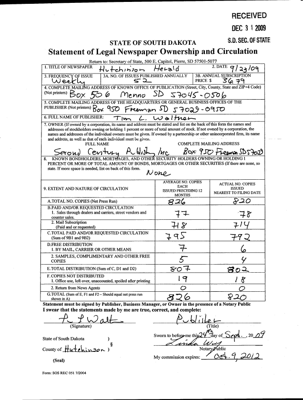 RECEIVED
DEC 31 2009
S.D. SEC. OF STATE
STATE OF SOUTH DAKOTA
Statement of Legal Newspaper Ownership and Circulation
Return to: Secretary of State, 500 E. Capitol, Pierre, SD 57501-5077
1. TITLE OF NEWSPAPER Hutchinson Herald 2. DATE 9/23/09
3. FREQUENCY OF ISSUE Weekly 3A. NO. OF ISSUES PUBLISHED ANNUALLY 52 3B. ANNUAL SUBSCRIPTION PRICE $
4. COMPLETE MAILING ADDRESS OF KNOWN OFFICE OF PUBLICATION (Street, City, County, State and ZIP+4 Code)
(Not printers) Box 506 Menno SD 57045-0506
5. COMPLETE MAILING ADDRESS OF THE HEADQUARTERS OR GENERAL BUSINESS OFFICES OF THE
PUBLISHER (Not printers) Box 950 Freeman SD 57029-0950
6. FULL NAME OF PUBLISHER: Tim L. Waltner
7. OWNER (If owned by a corporation, its name and address must be stated and also on the back of this form the names and
addresses of stockholders owning or holding 1 percent or more of total amount of stock. If not owned by a corporation, the
names and addresses of the individual owners must be given. If owned by a partnership or other unincorporated firm, its name
and address, as well as that of each individual must be given.)
FULL NAME COMPLETE MAILING ADDRESS
Second Century Publishing Inc Box 950 Freeman SD 57029
8. KNOWN BONDHOLDERS, MORTGAGES, AND OTHER SECURITY HOLDERS OWNING OR HOLDING 1
PERCENT OR MORE OF TOTAL AMOUNT OF BONDS, MORTGAGES OR OTHER SECURITIES (If there are none, so
state. If more space is needed, list on back of this form.)
None
9. EXTENT AND NATURE OF CIRCULATION AVERAGE NO. COPIES EACH ISSUE DURING PRECEDING 12 MONTHS ACTUAL NO. COPIES ISSUED NEAREST TO FILING DATE
A. TOTAL NO. COPIES (Net Press Run) 826 820
B. PAID AND/OR REQUESTED CIRCULATION
1. Sales through dealers and carriers, street vendors and counter sales. 77 78
2. Mail Subscription (Paid and or requested) 718 714
C. TOTAL PAID AND/OR REQUESTED CIRCULATION (Sum of 9B1 and 9B2) 795 792
D. FREE DISTRIBUTION
1. BY MAIL, CARRIER OR OTHER MEANS 7 6
2. SAMPLES, COMPLIMENTARY AND OTHER FREE COPIES 5 4
E. TOTAL DISTRIBUTION (Sum of C, D1 and D2) 807 802
F. COPIES NOT DISTRIBUTED
1. Office use, left over, unaccounted, spoiled after printing 19 18
2. Return from News Agents 0 0
G. TOTAL (Sum of E, F1 and F2 - Should equal net press run shown in A) 826 820
Statement must be signed by Publisher, Business Manager, or Owner in the presence of a Notary Public
I swear that the statements made by me are true, correct, and complete:
Publisher
(Signature) (Title)
State of South Dakota )
County of Hutchinson )
Sworn to before me this 24th day of Sept, 20 09
Notary Public
(Seal)
My commission expires: Oct 9, 2012